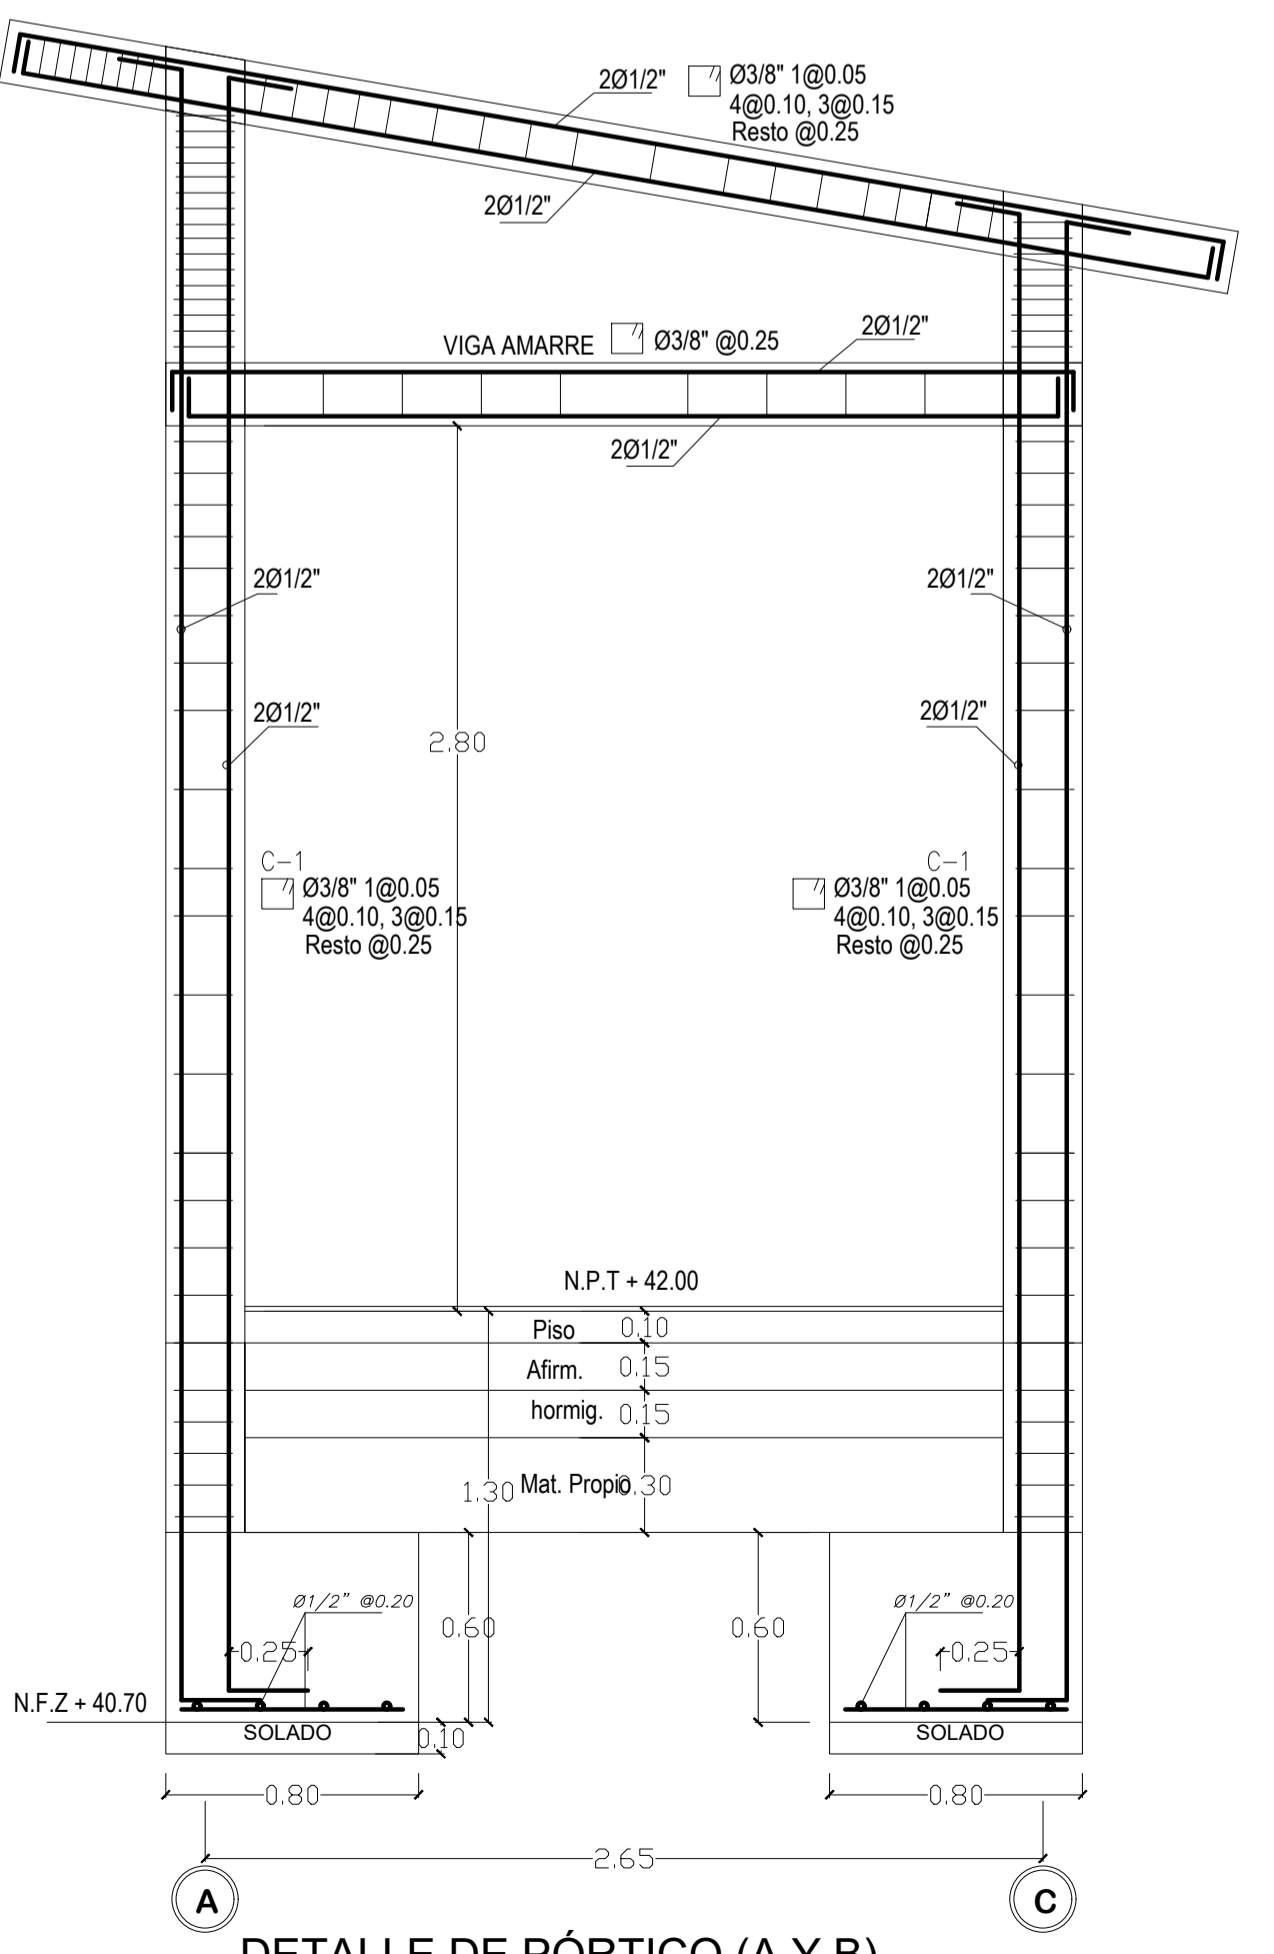 2Ø1/2"
Ø3/8" 1@0.05
4@0.10, 3@0.15
Resto @0.25
2Ø1/2"
VIGA AMARRE
Ø3/8" @0.25
2Ø1/2"
2Ø1/2"
2Ø1/2"
2Ø1/2"
2Ø1/2"
2Ø1/2"
2.80
C-1
Ø3/8" 1@0.05
4@0.10, 3@0.15
Resto @0.25
C-1
Ø3/8" 1@0.05
4@0.10, 3@0.15
Resto @0.25
N.P.T + 42.00
Piso 0.10
Afirm. 0.15
hormig. 0.15
1.30
Mat. Propio 0.30
Ø1/2" @0.20
Ø1/2" @0.20
0.25
0.60
0.60
0.25
N.F.Z + 40.70
SOLADO
0.10
SOLADO
0.80
0.80
2.65
A
C
DETALLE DE PÓRTICO (A Y B)